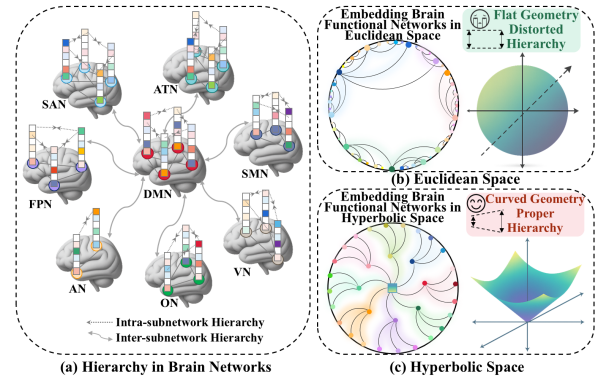 SAN
ATN
FPN
DMN
SMN
AN
ON
VN
Intra-subnetwork Hierarchy
Inter-subnetwork Hierarchy
(a) Hierarchy in Brain Networks
Embedding Brain
Functional Networks in
Euclidean Space
Flat Geometry
Distorted
Hierarchy
(b) Euclidean Space
Embedding Brain
Functional Networks in
Hyperbolic Space
Curved Geometry
Proper
Hierarchy
(c) Hyperbolic Space